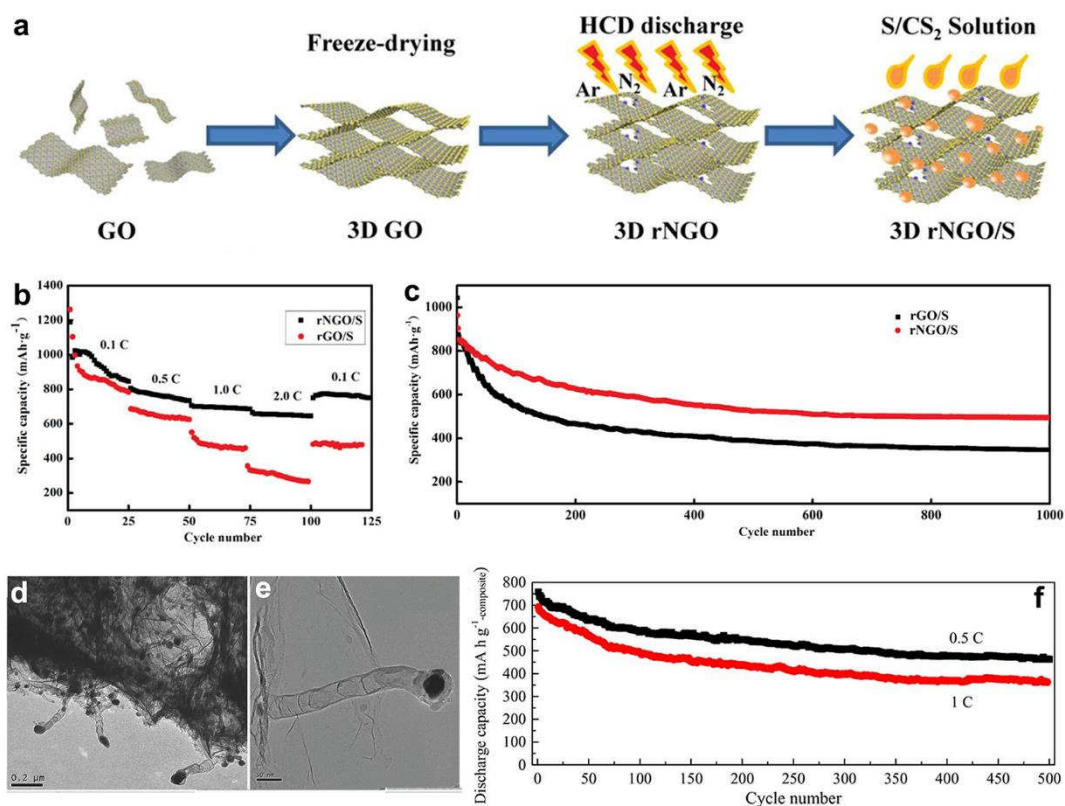 a
Freeze-drying
HCD discharge
S/CS₂ Solution
Ar N₂ Ar N₂
GO
3D GO
3D rNGO
3D rNGO/S
b
Specific capacity (mAh·g⁻¹)
1400
1200
1000
800
600
400
200
rNGO/S
rGO/S
0.1 C
0.5 C
1.0 C
2.0 C
0.1 C
0 25 50 75 100 125
Cycle number
c
Specific capacity (mAh·g⁻¹)
1000
800
600
400
200
rGO/S
rNGO/S
0 200 400 600 800 1000
Cycle number
d
0.2 µm
e
50 nm
f
Discharge capacity (mA h g⁻¹-composite)
800
700
600
500
400
300
200
100
0
0.5 C
1 C
0 50 100 150 200 250 300 350 400 450 500
Cycle number